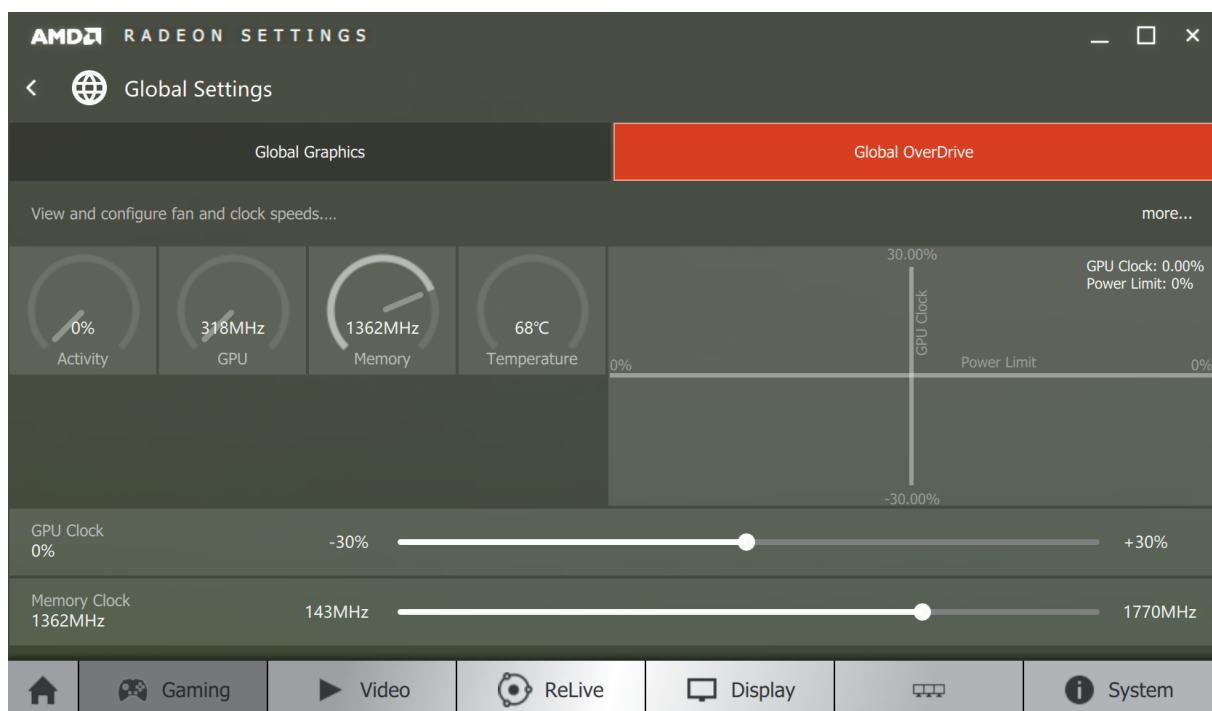 AMD RADEON SETTINGS
Global Settings
Global Graphics
Global OverDrive
View and configure fan and clock speeds....
more...
0%
Activity
318MHz
GPU
1362MHz
Memory
68°C
Temperature
30.00%
GPU Clock
GPU Clock: 0.00%
Power Limit: 0%
0%
Power Limit
0%
-30.00%
GPU Clock
0%
-30%
+30%
Memory Clock
1362MHz
143MHz
1770MHz
Gaming
Video
ReLive
Display
System